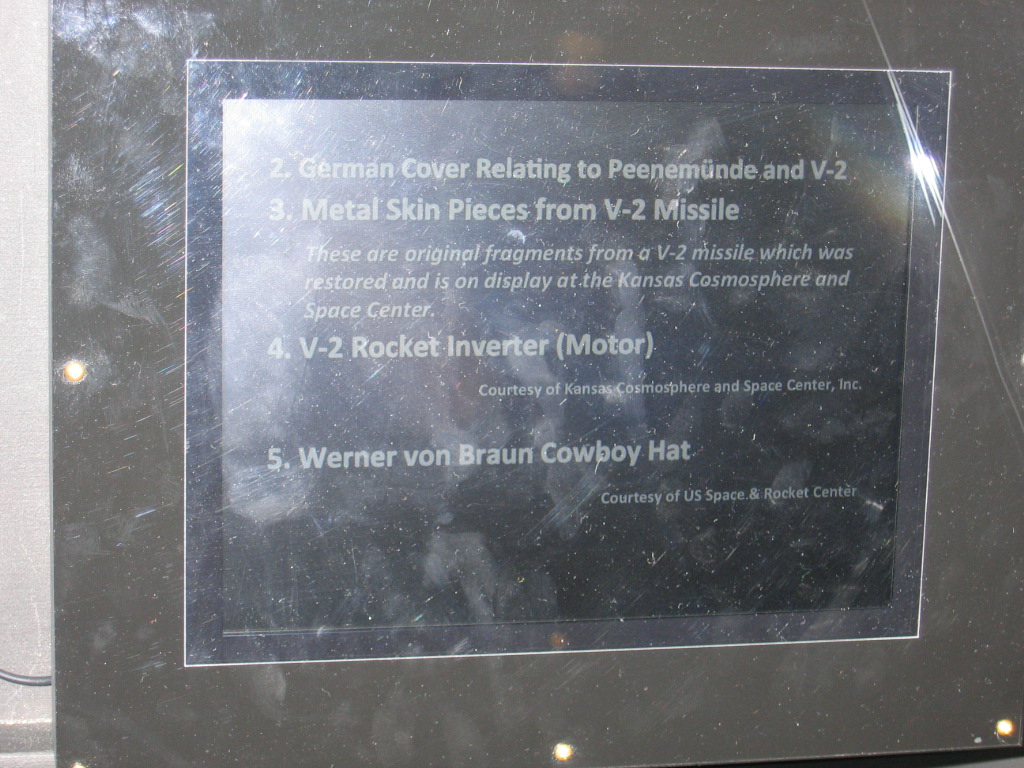 2. German Cover Relating to Peenemünde and V-2
3. Metal Skin Pieces from V-2 Missile
These are original fragments from a V-2 missile which was
restored and is on display at the Kansas Cosmosphere and
Space Center.
4. V-2 Rocket Inverter (Motor)
Courtesy of Kansas Cosmosphere and Space Center, Inc.
5. Werner von Braun Cowboy Hat
Courtesy of US Space & Rocket Center